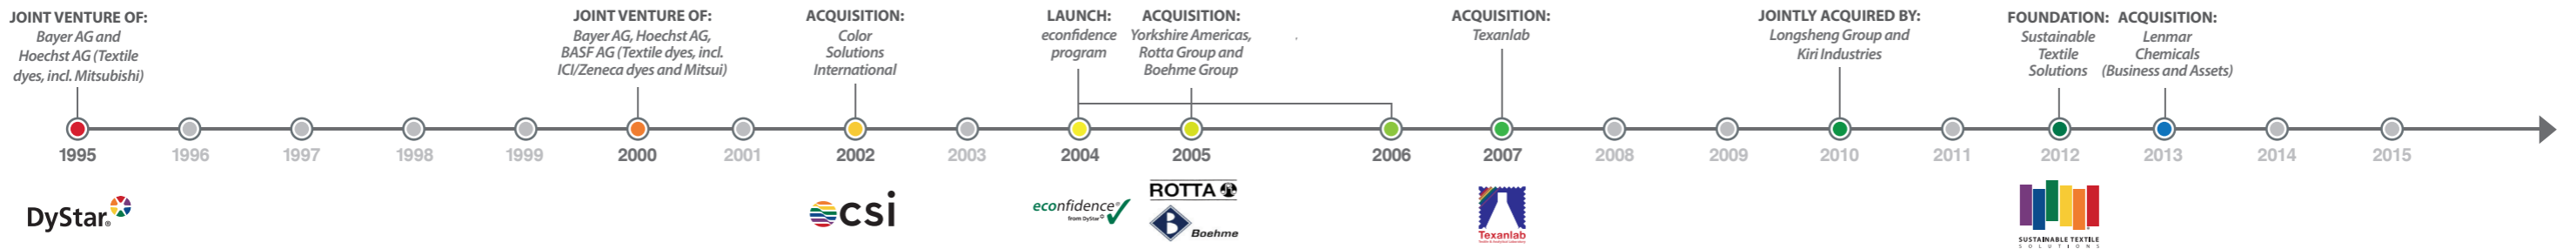 JOINT VENTURE OF:
Bayer AG and
Hoechst AG (Textile
dyes, incl. Mitsubishi)
JOINT VENTURE OF:
Bayer AG, Hoechst AG,
BASF AG (Textile dyes, incl.
ICI/Zeneca dyes and Mitsui)
ACQUISITION:
Color
Solutions
International
LAUNCH:
econfidence
program
ACQUISITION:
Yorkshire Americas,
Rotta Group and
Boehme Group
ACQUISITION:
Texanlab
JOINTLY ACQUIRED BY:
Longsheng Group and
Kiri Industries
FOUNDATION:
Sustainable
Textile
Solutions
ACQUISITION:
Lenmar
Chemicals
(Business and Assets)
1995
1996
1997
1998
1999
2000
2001
2002
2003
2004
2005
2006
2007
2008
2009
2010
2011
2012
2013
2014
2015
DyStar®
csi
econfidence®
from DyStar®
ROTTA
B
Boehme
Texanlab
SUSTAINABLE TEXTILE
SOLUTIONS